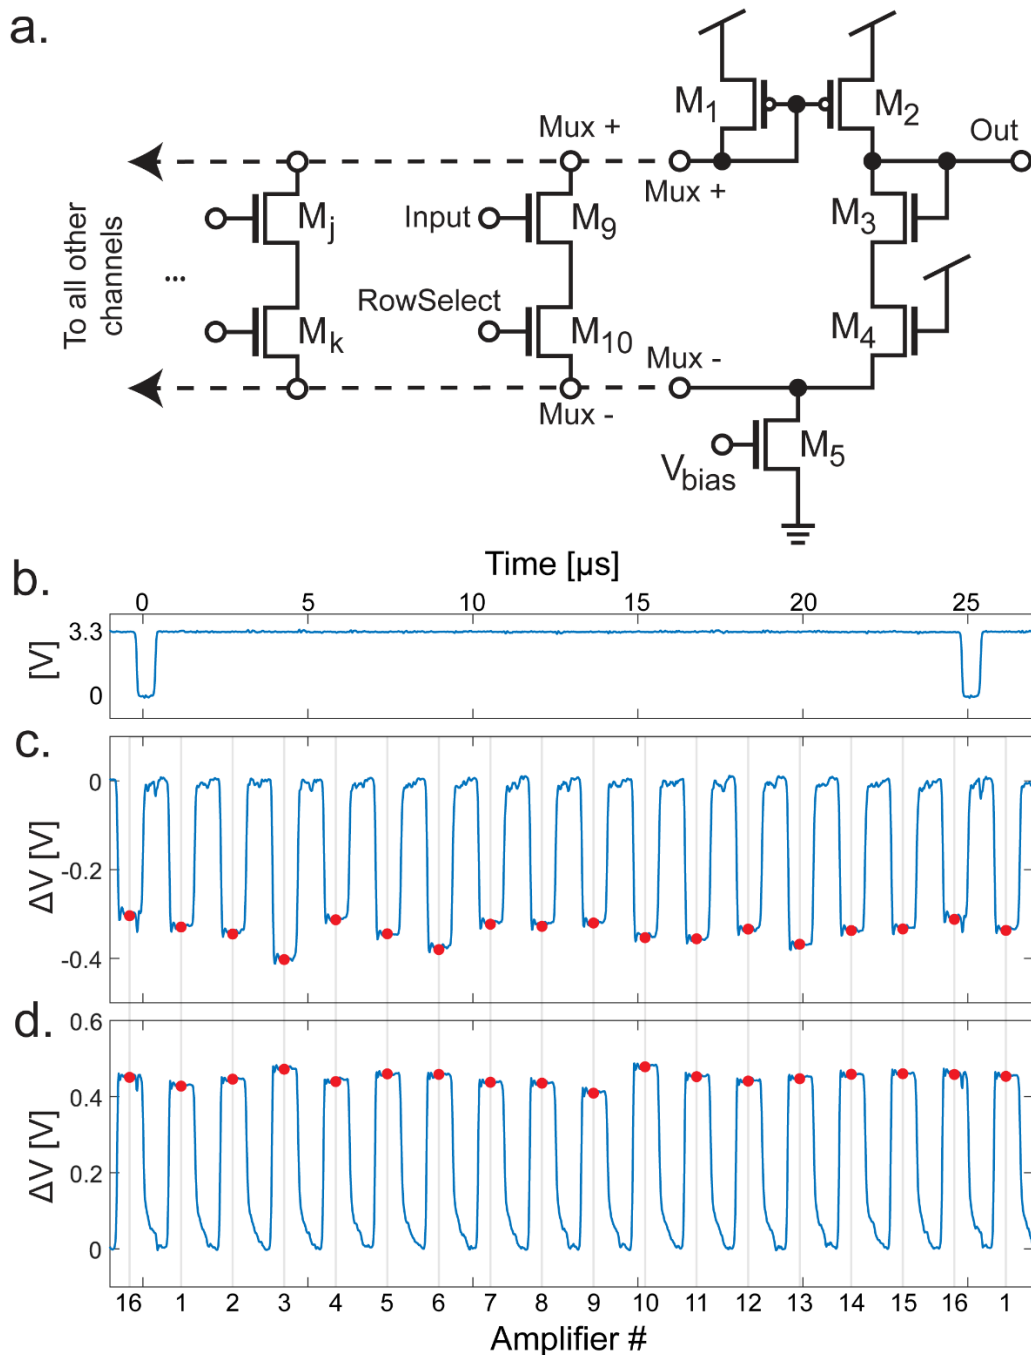 a.
M1
M2
Mux +
Out
Mux +
Input
M9
Mj
M3
To all other
channels
...
RowSelect
Mk
M10
M4
Mux -
Mux -
Vbias
M5
Time [µs]
b.
0 5 10 15 20 25
3.3
[V]
0
c.
0
-0.2
-0.4
ΔV [V]
d.
0.6
0.4
0.2
0
ΔV [V]
16 1 2 3 4 5 6 7 8 9 10 11 12 13 14 15 16 1
Amplifier #